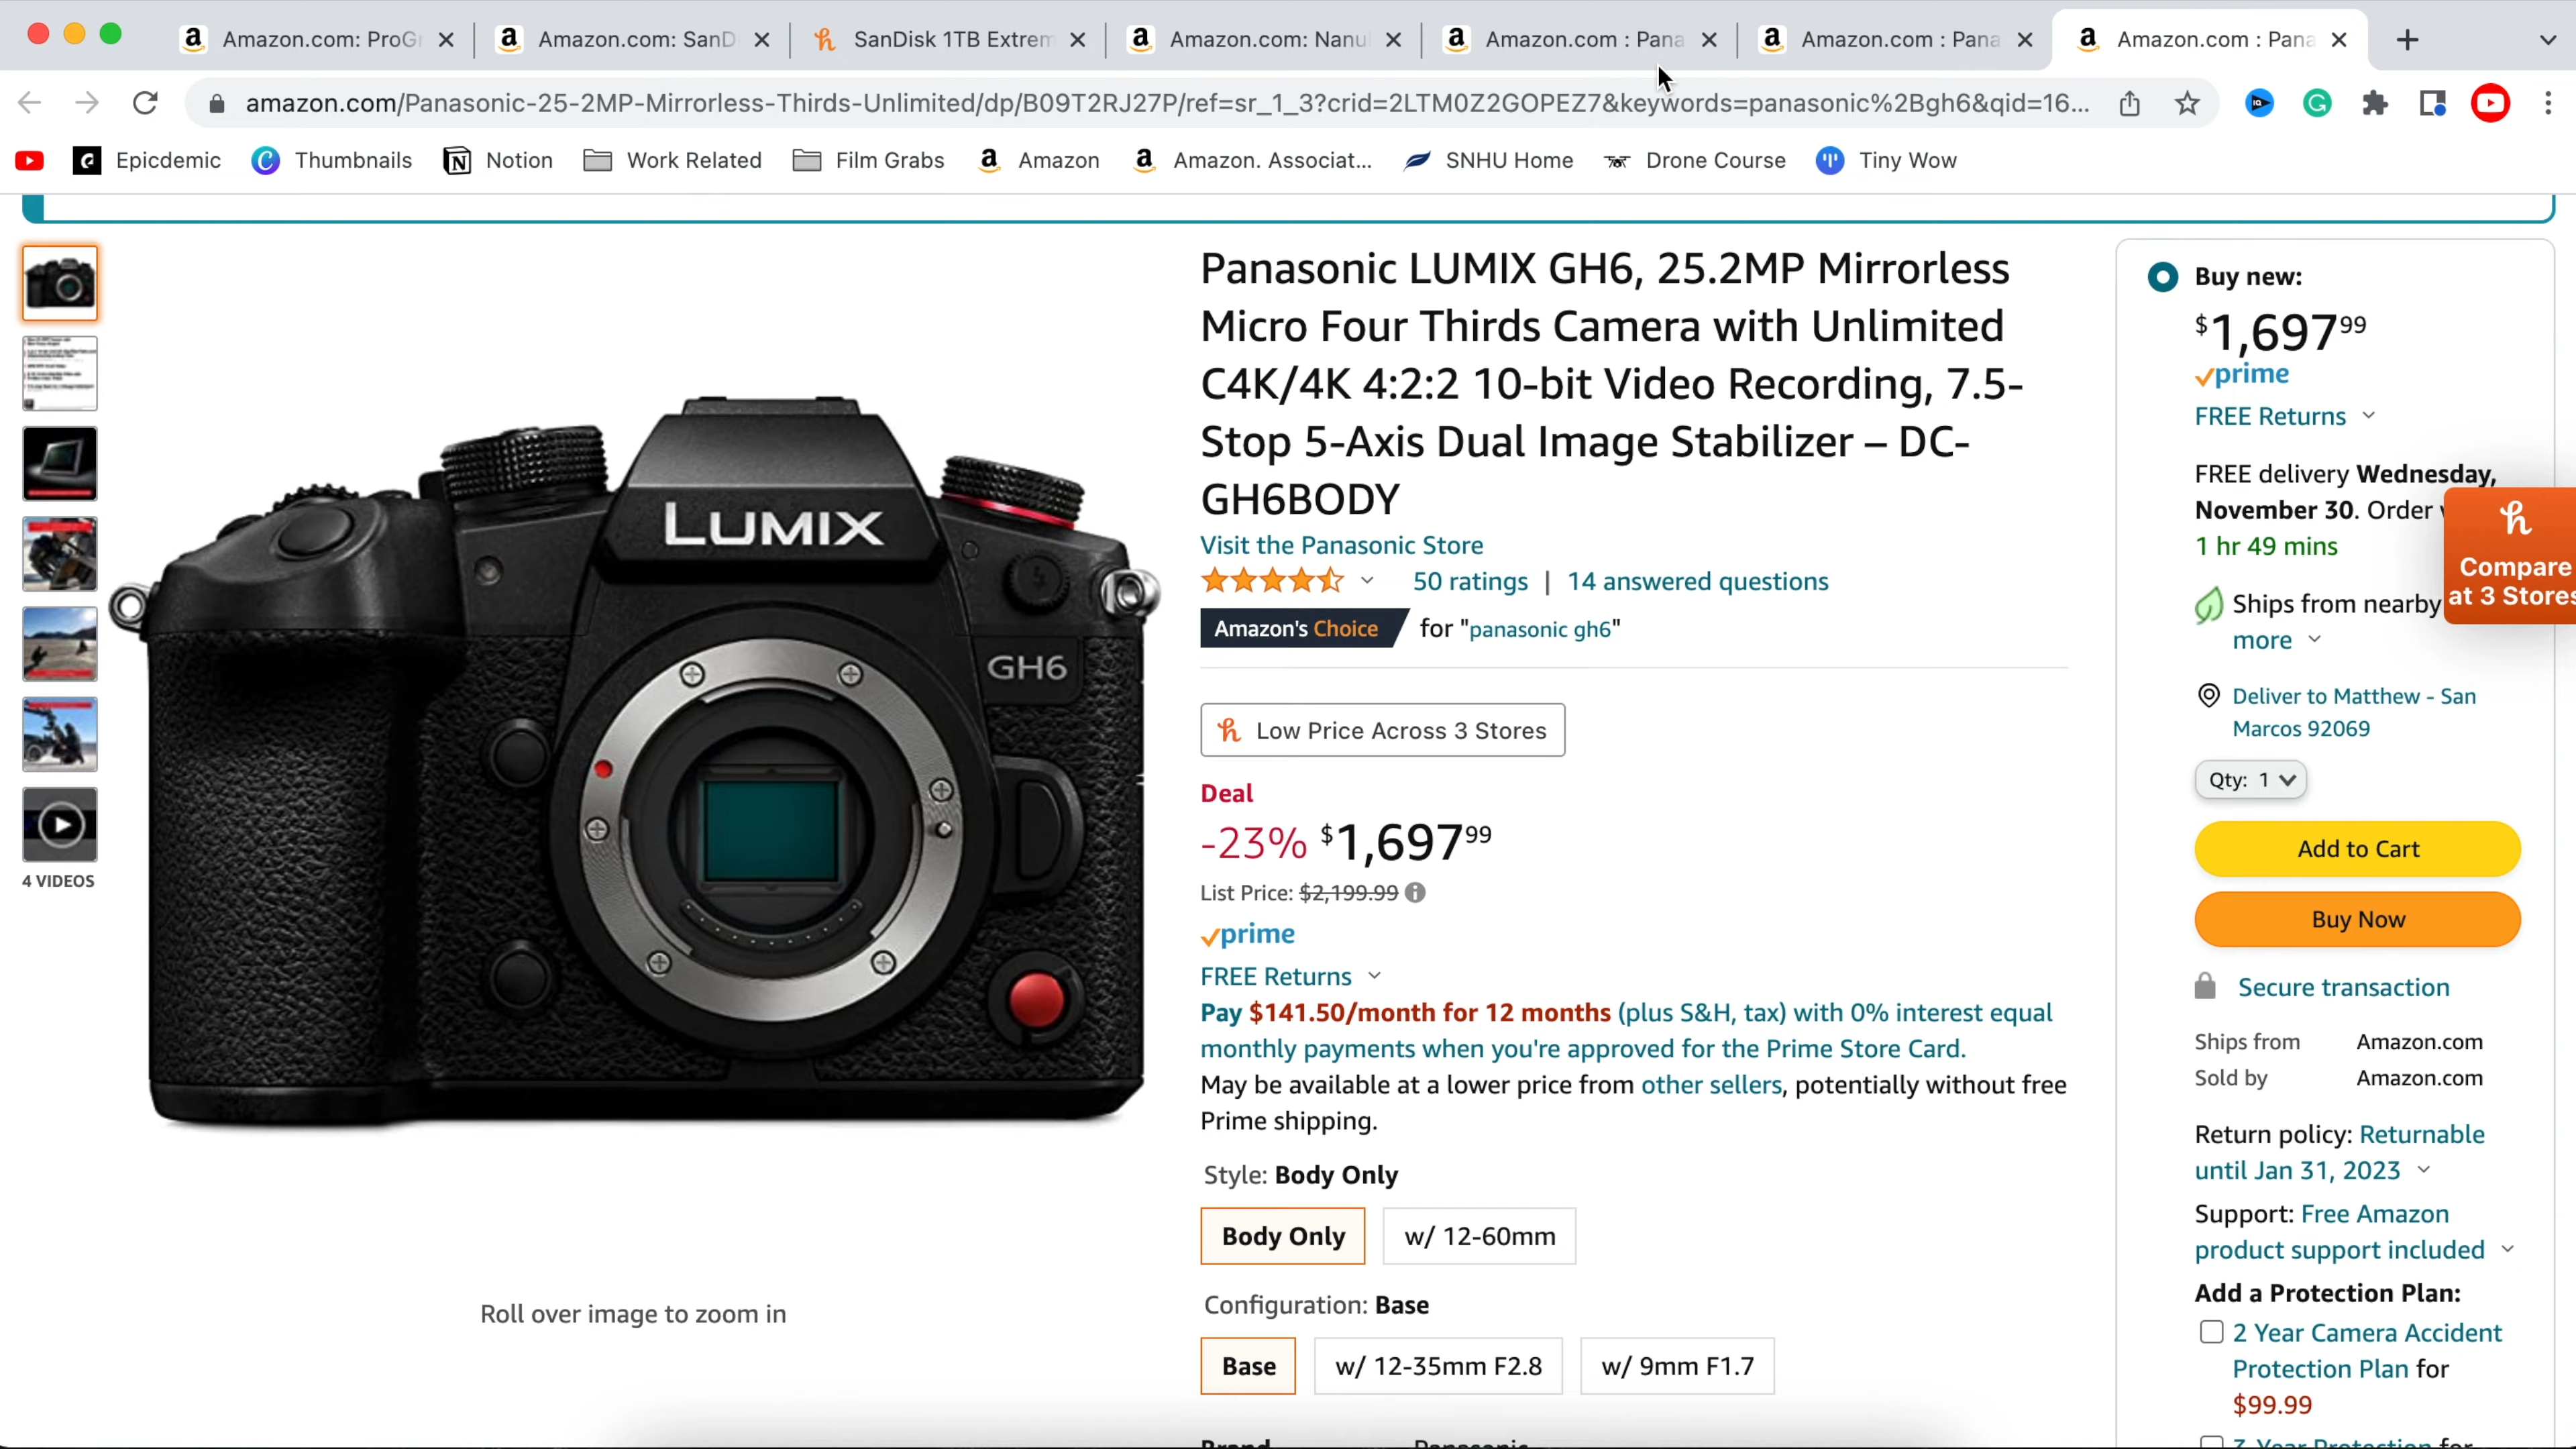 Amazon.com: ProGr
Amazon.com: SanD
SanDisk 1TB Extrem
Amazon.com: Nanu
Amazon.com : Pana
Amazon.com : Pana
Amazon.com : Pana
amazon.com/Panasonic-25-2MP-Mirrorless-Thirds-Unlimited/dp/B09T2RJ27P/ref=sr_1_3?crid=2LTM0Z2GOPEZ7&keywords=panasonic%2Bgh6&qid=16...
Epicdemic
Thumbnails
Notion
Work Related
Film Grabs
Amazon
Amazon. Associat...
SNHU Home
Drone Course
Tiny Wow
4 VIDEOS
LUMIX
GH6
Roll over image to zoom in
Panasonic LUMIX GH6, 25.2MP Mirrorless
Micro Four Thirds Camera with Unlimited
C4K/4K 4:2:2 10-bit Video Recording, 7.5-
Stop 5-Axis Dual Image Stabilizer – DC-
GH6BODY
Visit the Panasonic Store
50 ratings | 14 answered questions
Amazon's Choice for "panasonic gh6"
Low Price Across 3 Stores
Deal
-23% $1,697 99
List Price: $2,199.99
prime
FREE Returns
Pay $141.50/month for 12 months (plus S&H, tax) with 0% interest equal
monthly payments when you're approved for the Prime Store Card.
May be available at a lower price from other sellers, potentially without free
Prime shipping.
Style: Body Only
Body Only
w/ 12-60mm
Configuration: Base
Base
w/ 12-35mm F2.8
w/ 9mm F1.7
Brand Panasonic
Buy new:
$1,697 99
prime
FREE Returns
FREE delivery Wednesday,
November 30. Order
1 hr 49 mins
Ships from nearby
more
Compare
at 3 Stores
Deliver to Matthew - San
Marcos 92069
Qty: 1
Add to Cart
Buy Now
Secure transaction
Ships from Amazon.com
Sold by Amazon.com
Return policy: Returnable
until Jan 31, 2023
Support: Free Amazon
product support included
Add a Protection Plan:
2 Year Camera Accident
Protection Plan for
$99.99